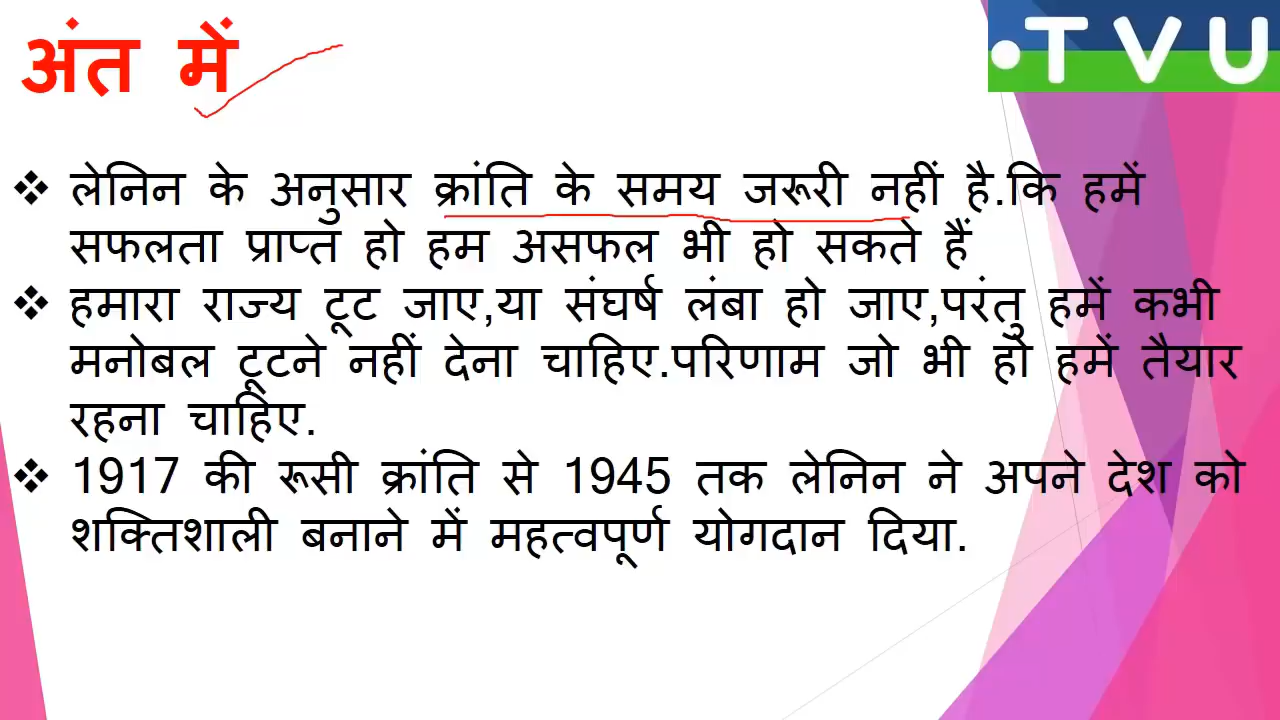 अंत में
.TVU
❖ लेनिन के अनुसार क्रांति के समय जरूरी नहीं है.कि हमें
सफलता प्राप्त हो हम असफल भी हो सकते हैं
❖ हमारा राज्य टूट जाए,या संघर्ष लंबा हो जाए,परंतु हमें कभी
मनोबल टूटने नहीं देना चाहिए.परिणाम जो भी हो हमें तैयार
रहना चाहिए.
❖ 1917 की रूसी क्रांति से 1945 तक लेनिन ने अपने देश को
शक्तिशाली बनाने में महत्वपूर्ण योगदान दिया.